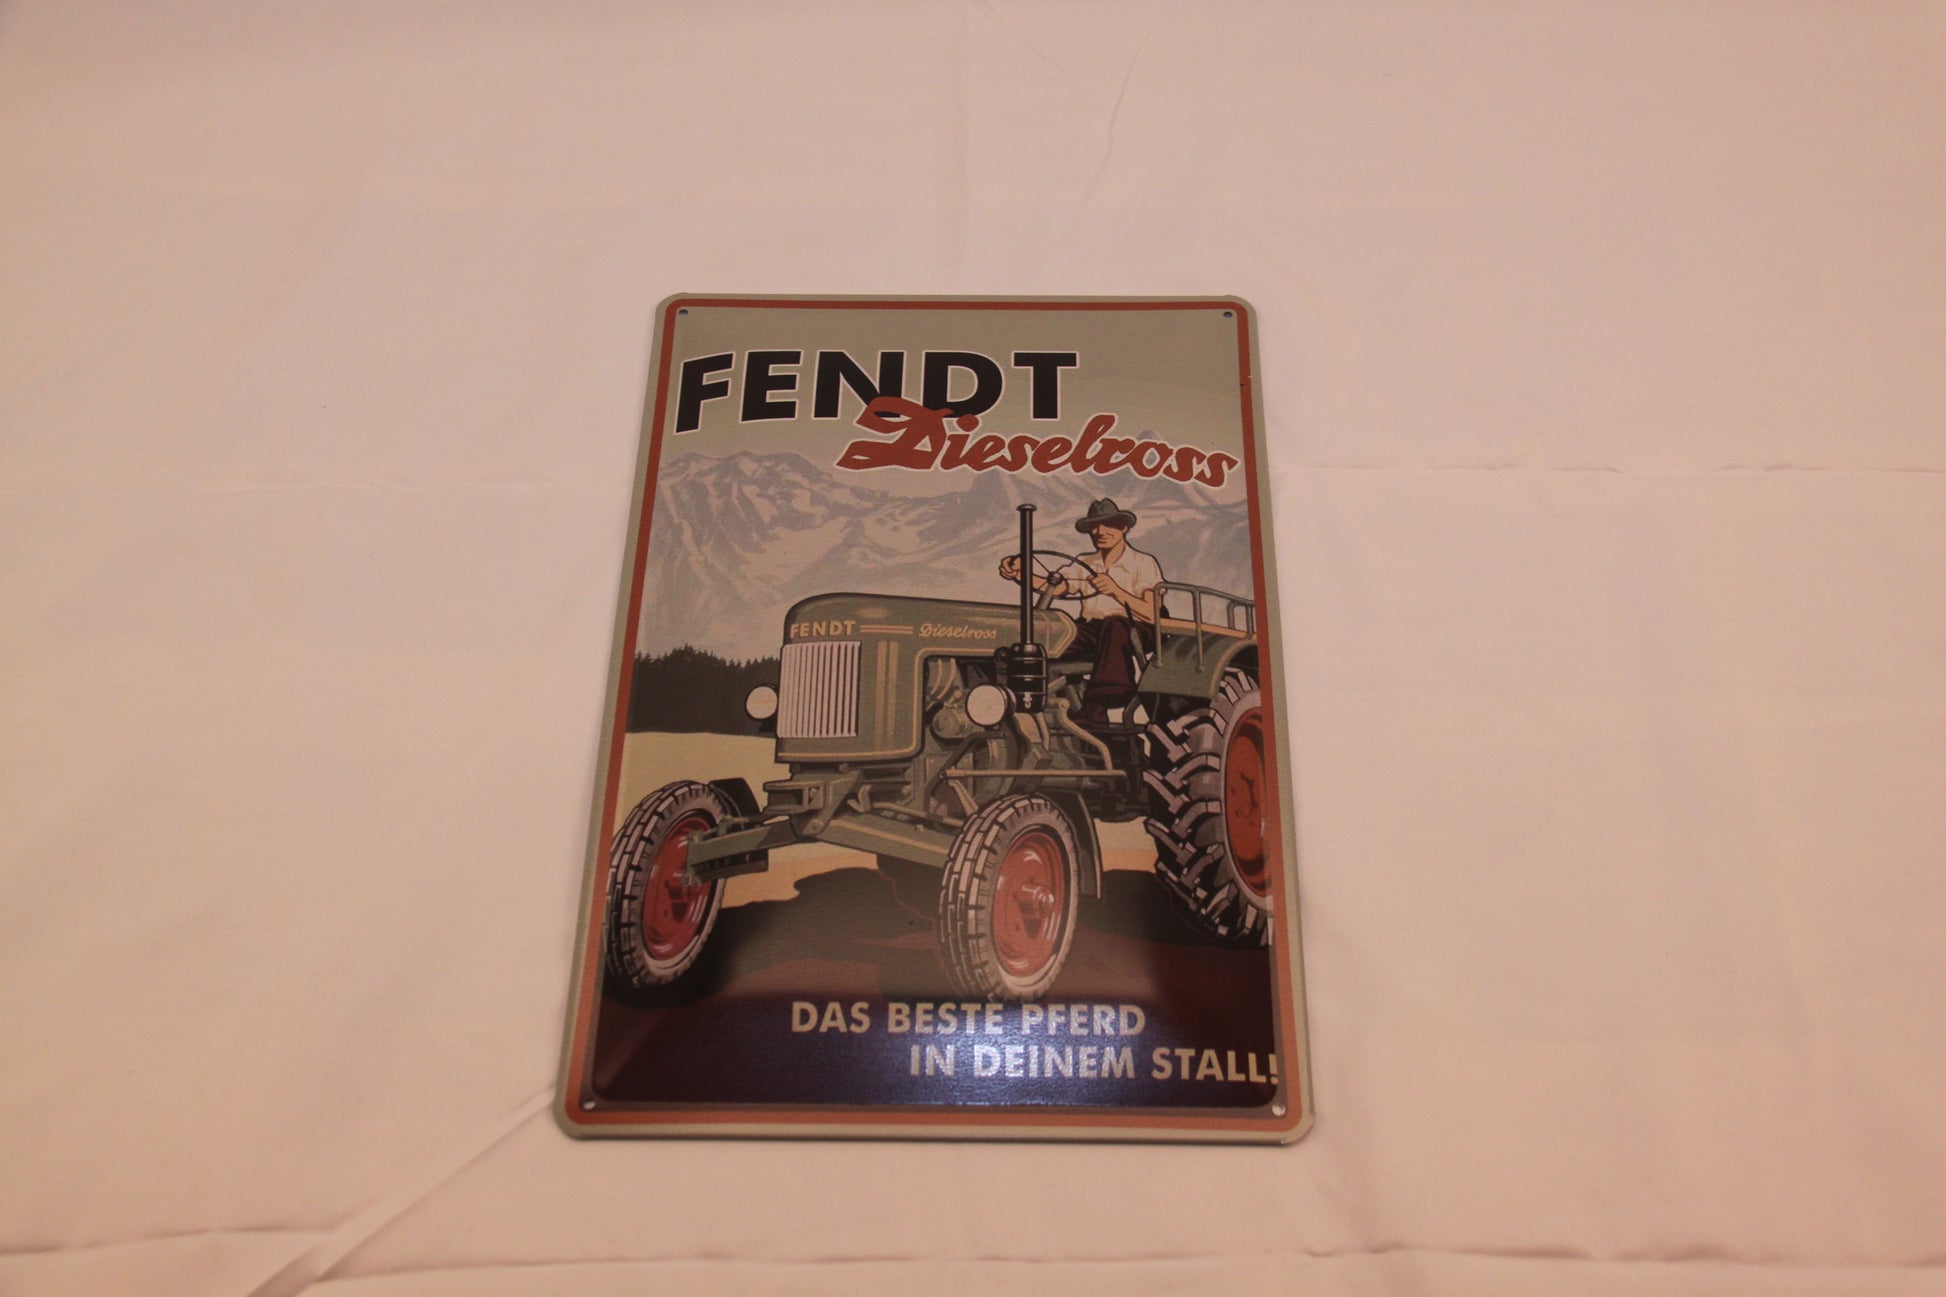 FENDT
Dieselross
FENDT Dieselross
DAS BESTE PFERD
IN DEINEM STALL!